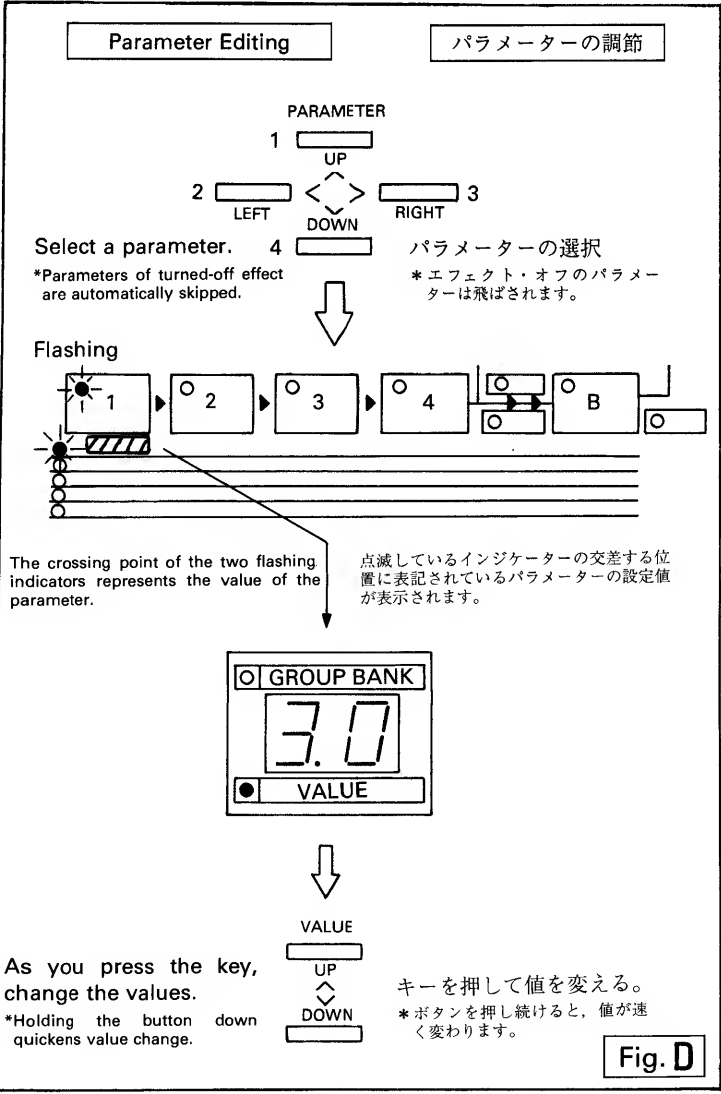 Parameter Editing
パラメーターの調節
PARAMETER
1
UP
2
3
LEFT
RIGHT
DOWN
4
Select a parameter.
*Parameters of turned-off effect
are automatically skipped.
パラメーターの選択
*エフェクト・オフのパラメー
ターは飛ばされます。
Flashing
1
2
3
4
B
The crossing point of the two flashing
indicators represents the value of the
parameter.
点滅しているインジケーターの交差する位
置に表記されているパラメーターの設定値
が表示されます。
GROUP BANK
3.0
VALUE
VALUE
UP
DOWN
As you press the key,
change the values.
*Holding the button down
quickens value change.
キーを押して値を変える。
*ボタンを押し続けると,値が速
く変わります。
Fig. D